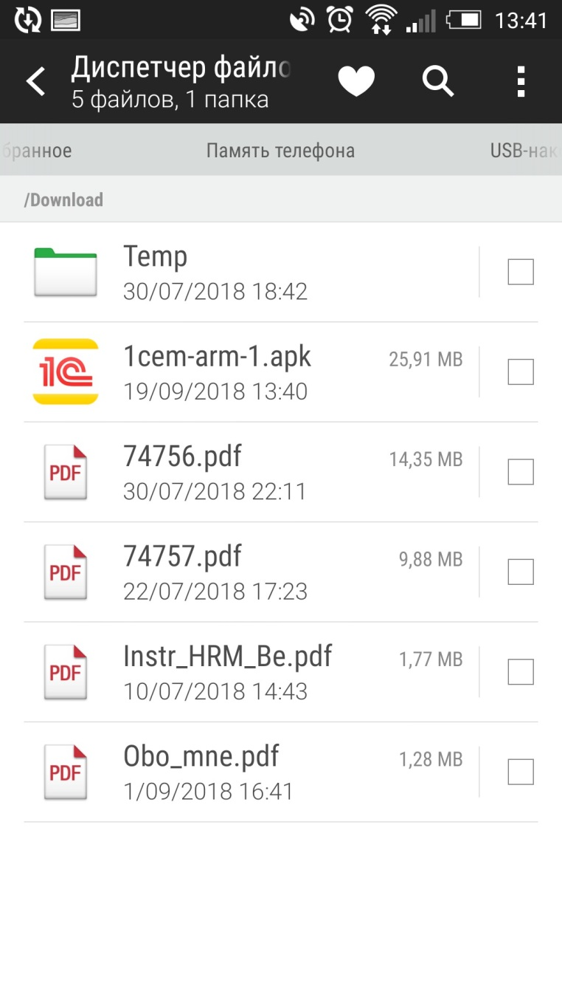 13:41
Диспетчер файло
5 файлов, 1 папка
бранное Память телефона USB-нак
/Download
Temp
30/07/2018 18:42
1С
1cem-arm-1.apk 25,91 MB
19/09/2018 13:40
PDF
74756.pdf 14,35 MB
30/07/2018 22:11
PDF
74757.pdf 9,88 MB
22/07/2018 17:23
PDF
Instr_HRM_Be.pdf 1,77 MB
10/07/2018 14:43
PDF
Obo_mne.pdf 1,28 MB
1/09/2018 16:41